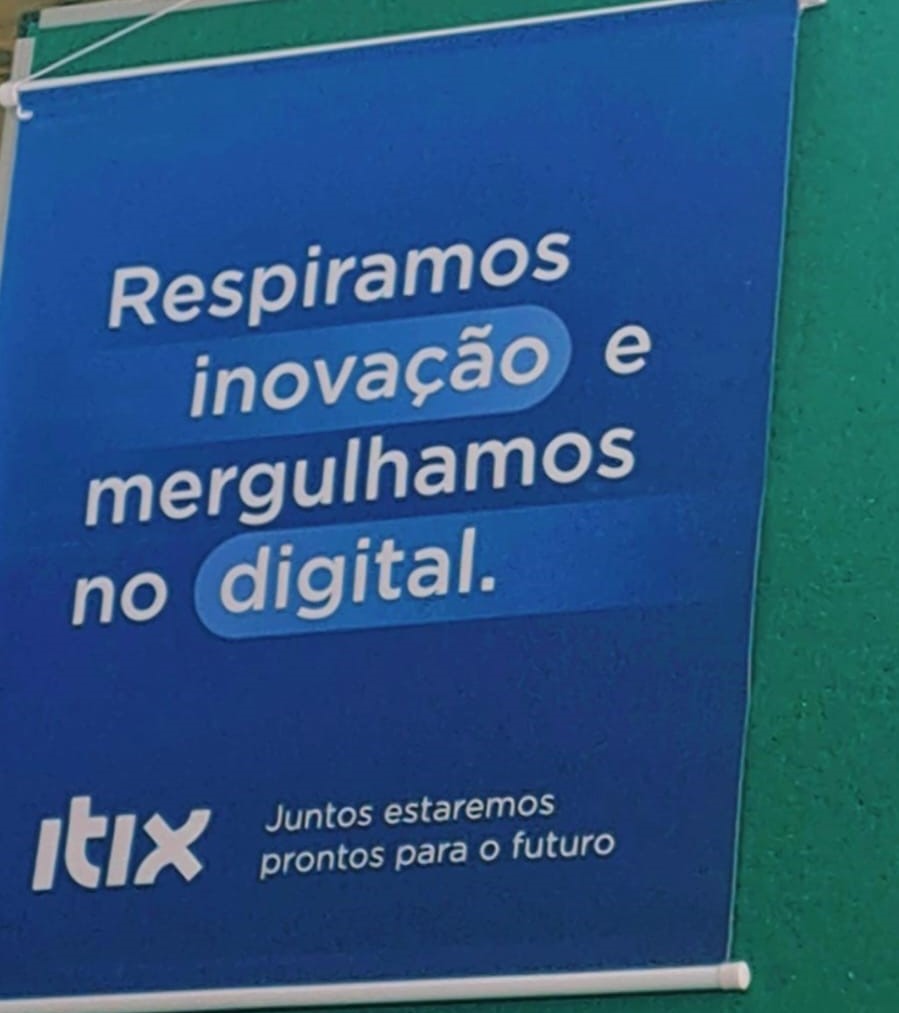 Respiramos
inovação e
mergulhamos
no digital.
itix
Juntos estaremos
prontos para o futuro